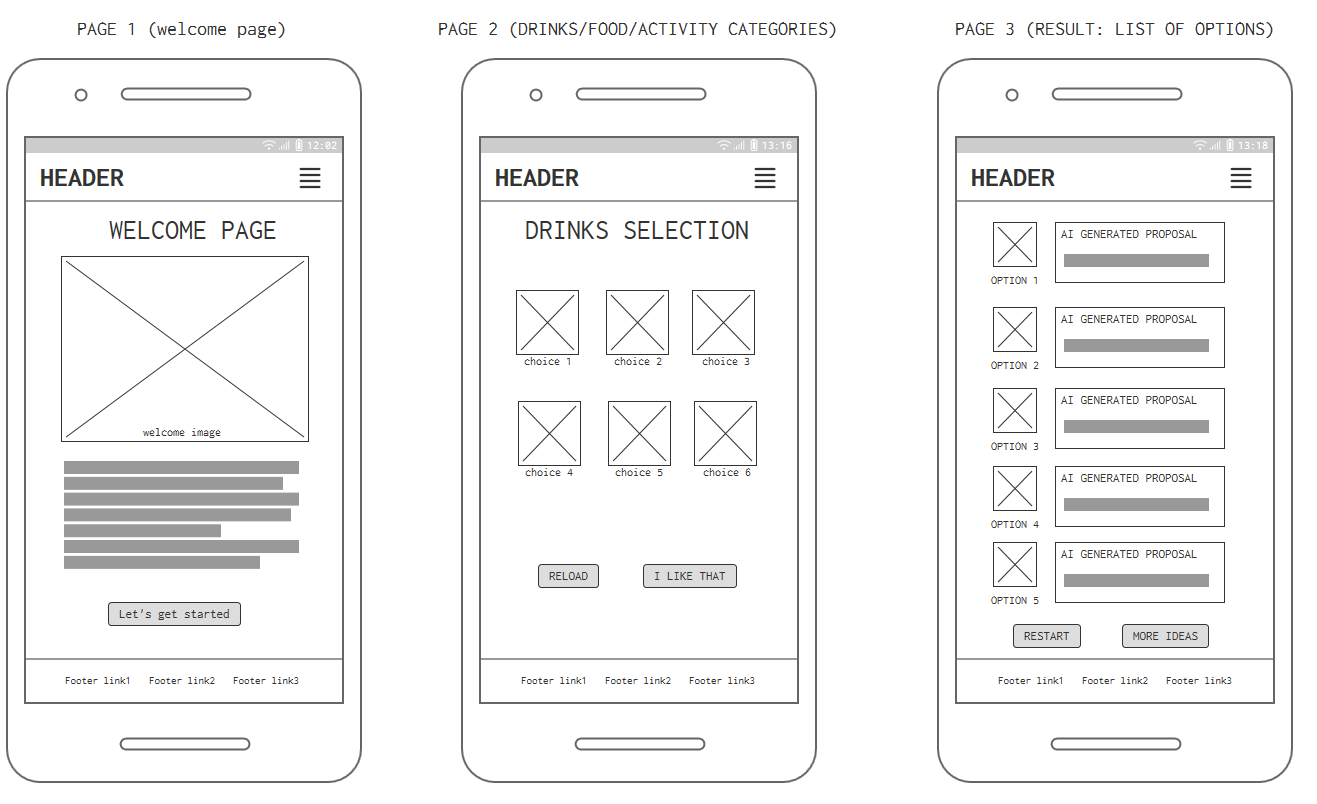 PAGE 1 (welcome page)
12:02
HEADER
WELCOME PAGE
welcome image
Let's get started
Footer link1 Footer link2 Footer link3
PAGE 2 (DRINKS/FOOD/ACTIVITY CATEGORIES)
13:16
HEADER
DRINKS SELECTION
choice 1 choice 2 choice 3
choice 4 choice 5 choice 6
RELOAD I LIKE THAT
Footer link1 Footer link2 Footer link3
PAGE 3 (RESULT: LIST OF OPTIONS)
13:18
HEADER
AI GENERATED PROPOSAL
OPTION 1
AI GENERATED PROPOSAL
OPTION 2
AI GENERATED PROPOSAL
OPTION 3
AI GENERATED PROPOSAL
OPTION 4
AI GENERATED PROPOSAL
OPTION 5
RESTART MORE IDEAS
Footer link1 Footer link2 Footer link3